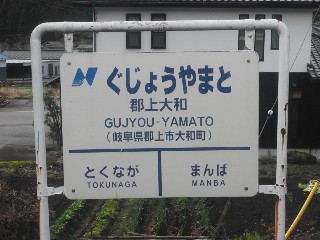 ぐじょうやまと
郡上大和
GUJYOU-YAMATO
(岐阜県郡上市大和町)
とくなが まんば
TOKUNAGA MANBA